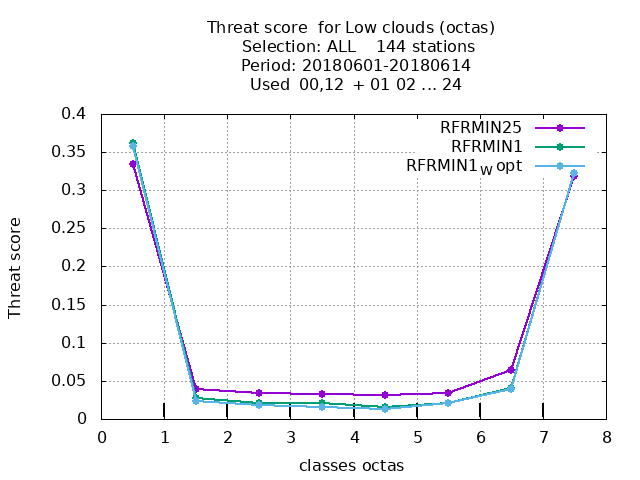 Threat score  for Low clouds (octas)
Selection: ALL    144 stations
Period: 20180601-20180614
Used  00,12  + 01 02 ... 24
0.4
RFRMIN25
0.35
RFRMIN1
RFRMIN1W opt
0.3
0.25
Threat score
0.2
0.15
0.1
0.05
0
0 1 2 3 4 5 6 7 8
classes octas